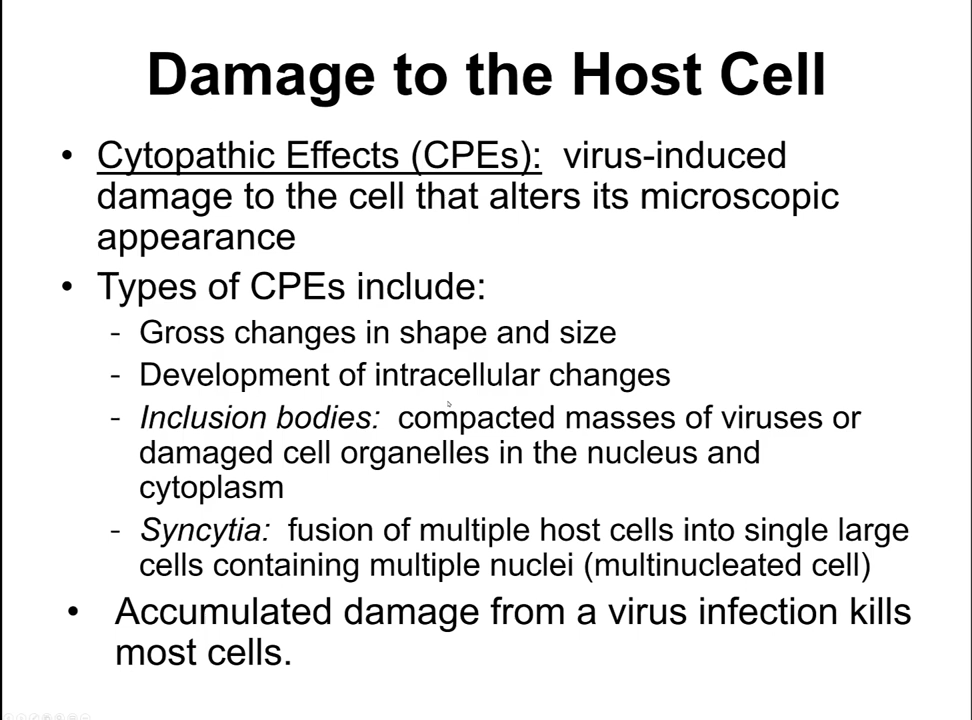 Damage to the Host Cell
• Cytopathic Effects (CPEs): virus-induced
damage to the cell that alters its microscopic
appearance
• Types of CPEs include:
- Gross changes in shape and size
- Development of intracellular changes
- Inclusion bodies: compacted masses of viruses or
damaged cell organelles in the nucleus and
cytoplasm
- Syncytia: fusion of multiple host cells into single large
cells containing multiple nuclei (multinucleated cell)
• Accumulated damage from a virus infection kills
most cells.